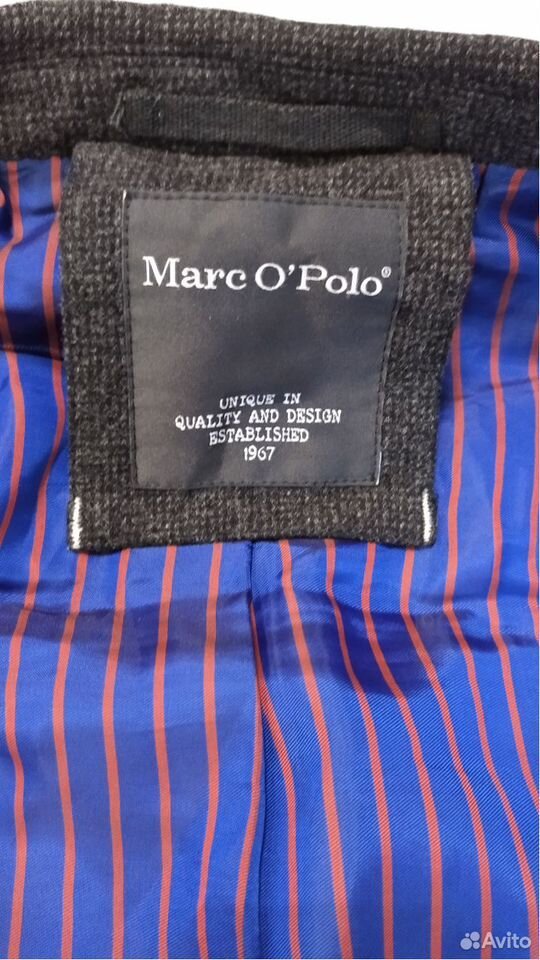 Marc O'Polo®
UNIQUE IN
QUALITY AND DESIGN
ESTABLISHED
1967
Avito